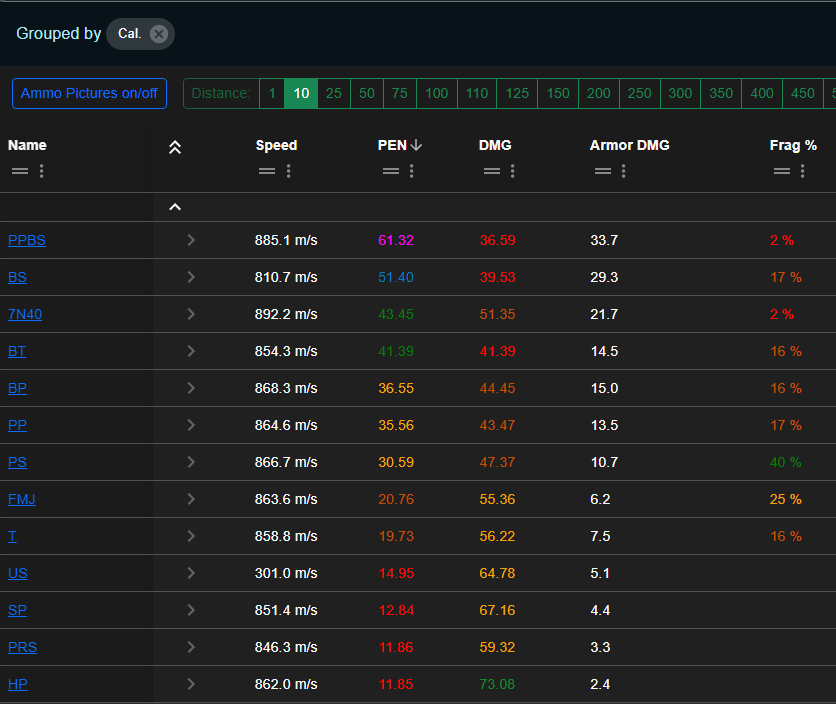 Grouped by Cal.
Ammo Pictures on/off Distance: 1 10 25 50 75 100 110 125 150 200 250 300 350 400 450
Name Speed PEN DMG Armor DMG Frag %
PPBS 885.1 m/s 61.32 36.59 33.7 2 %
BS 810.7 m/s 51.40 39.53 29.3 17 %
7N40 892.2 m/s 43.45 51.35 21.7 2 %
BT 854.3 m/s 41.39 41.39 14.5 16 %
BP 868.3 m/s 36.55 44.45 15.0 16 %
PP 864.6 m/s 35.56 43.47 13.5 17 %
PS 866.7 m/s 30.59 47.37 10.7 40 %
FMJ 863.6 m/s 20.76 55.36 6.2 25 %
T 858.8 m/s 19.73 56.22 7.5 16 %
US 301.0 m/s 14.95 64.78 5.1
SP 851.4 m/s 12.84 67.16 4.4
PRS 846.3 m/s 11.86 59.32 3.3
HP 862.0 m/s 11.85 73.08 2.4